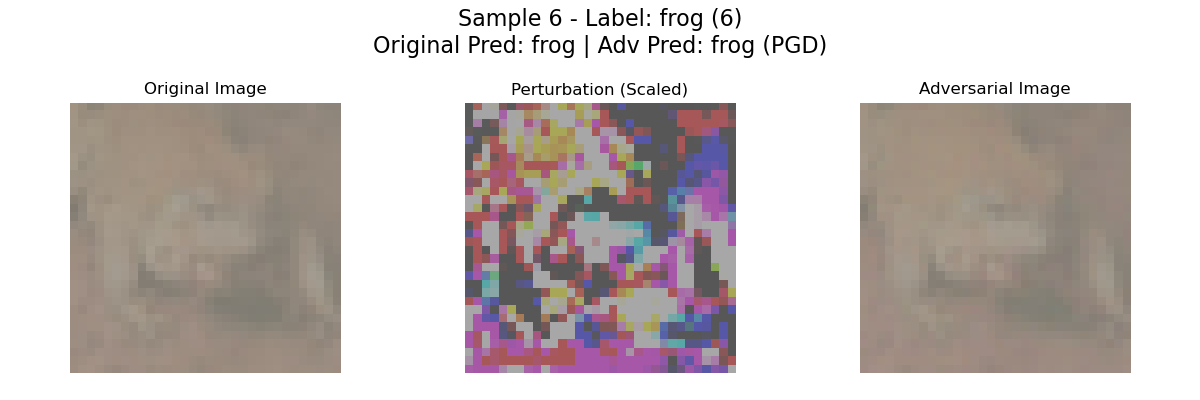 Sample 6 - Label: frog (6)
Original Pred: frog | Adv Pred: frog (PGD)
Original Image
Perturbation (Scaled)
Adversarial Image